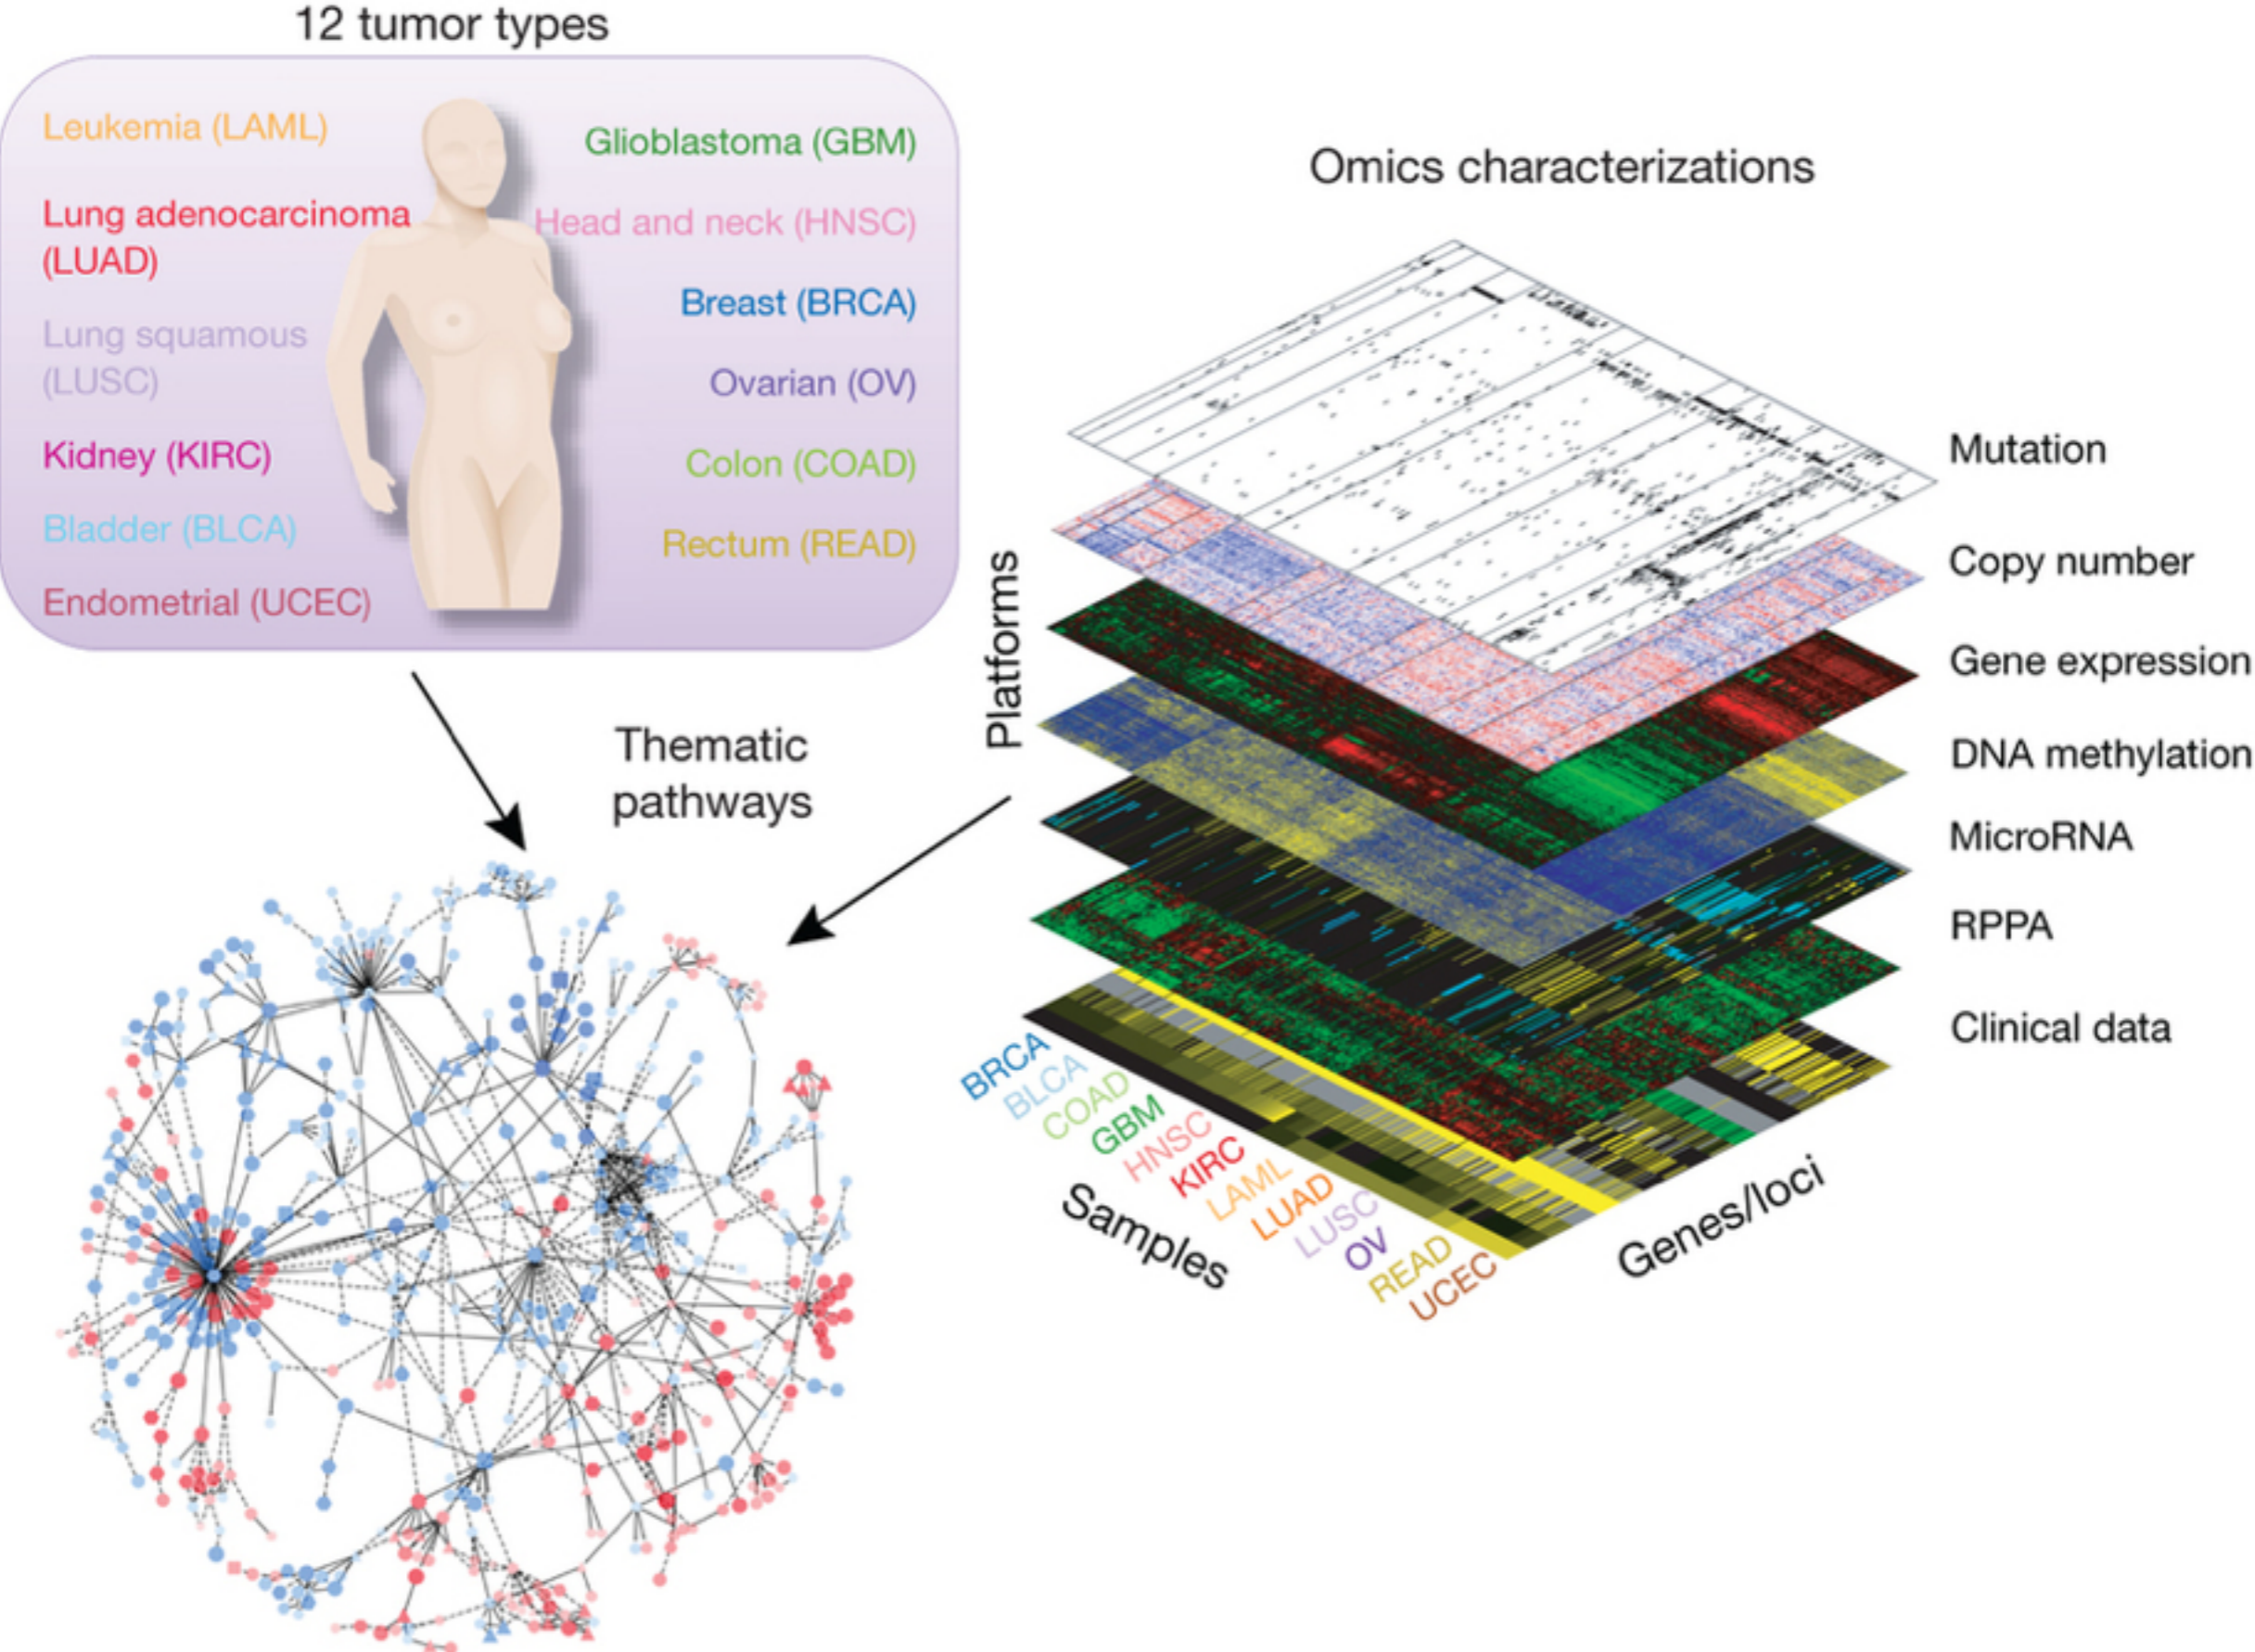 12 tumor types
Leukemia (LAML)
Lung adenocarcinoma
(LUAD)
Lung squamous
(LUSC)
Kidney (KIRC)
Bladder (BLCA)
Endometrial (UCEC)
Glioblastoma (GBM)
Head and neck (HNSC)
Breast (BRCA)
Ovarian (OV)
Colon (COAD)
Rectum (READ)
Thematic
pathways
Omics characterizations
Platforms
Mutation
Copy number
Gene expression
DNA methylation
MicroRNA
RPPA
Clinical data
BRCA
BLCA
COAD
GBM
HNSC
KIRC
LAML
LUAD
LUSC
OV
READ
UCEC
Samples
Genes/loci